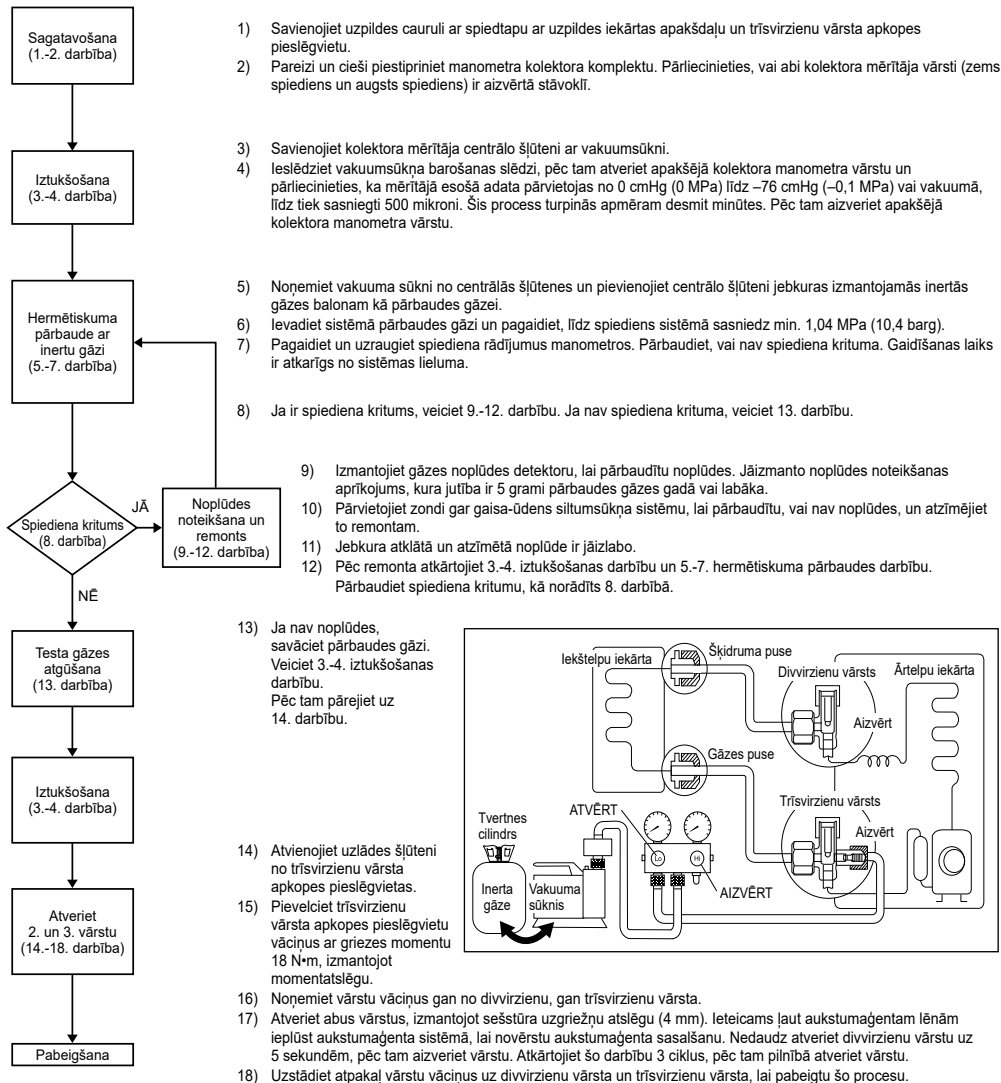 Sagatavošana
(1.-2. darbība)
1) Savienojiet uzpildes cauruli ar spiedtapu ar uzpildes iekārtas apakšdaļu un trīsvirzienu vārsta apkopes
pieslēgvietu.
2) Pareizi un cieši piestipriniet manometra kolektora komplektu. Pārliecinieties, vai abi kolektora mērītāja vārsti (zems
spiediens un augsts spiediens) ir aizvērtā stāvoklī.
Iztukšošana
(3.-4. darbība)
3) Savienojiet kolektora mērītāja centrālo šļūteni ar vakuumsūkni.
4) Ieslēdziet vakuumsūkņa barošanas slēdzi, pēc tam atveriet apakšējā kolektora manometra vārstu un
pārliecinieties, ka mērītājā esošā adata pārvietojas no 0 cmHg (0 MPa) līdz –76 cmHg (–0,1 MPa) vai vakuumā,
līdz tiek sasniegti 500 mikroni. Šis process turpinās apmēram desmit minūtes. Pēc tam aizveriet apakšējā
kolektora manometra vārstu.
Hermētiskuma
pārbaude ar
inertu gāzi
(5.-7. darbība)
5) Noņemiet vakuuma sūkni no centrālās šļūtenes un pievienojiet centrālo šļūteni jebkuras izmantojamās inertās
gāzes balonam kā pārbaudes gāzei.
6) Ievadiet sistēmā pārbaudes gāzi un pagaidiet, līdz spiediens sistēmā sasniedz min. 1,04 MPa (10,4 barg).
7) Pagaidiet un uzraugiet spiediena rādījumus manometros. Pārbaudiet, vai nav spiediena krituma. Gaidīšanas laiks
ir atkarīgs no sistēmas lieluma.
8) Ja ir spiediena kritums, veiciet 9.-12. darbību. Ja nav spiediena krituma, veiciet 13. darbību.
Spiediena kritums
(8. darbība)
JĀ
NĒ
Noplūdes
noteikšana un
remonts
(9.-12. darbība)
9) Izmantojiet gāzes noplūdes detektoru, lai pārbaudītu noplūdes. Jāizmanto noplūdes noteikšanas
aprīkojums, kura jutība ir 5 grami pārbaudes gāzes gadā vai labāka.
10) Pārvietojiet zondi gar gaisa-ūdens siltumsūkņa sistēmu, lai pārbaudītu, vai nav noplūdes, un atzīmējiet
to remontam.
11) Jebkura atklātā un atzīmētā noplūde ir jāizlabo.
12) Pēc remonta atkārtojiet 3.-4. iztukšošanas darbību un 5.-7. hermētiskuma pārbaudes darbību.
Pārbaudiet spiediena kritumu, kā norādīts 8. darbībā.
Testa gāzes
atgūšana
(13. darbība)
13) Ja nav noplūdes,
savāciet pārbaudes gāzi.
Veiciet 3.-4. iztukšošanas
darbību.
Pēc tam pārejiet uz
14. darbību.
Iekštelpu iekārta
Šķidruma puse
Divvirzienu vārsts
Ārtelpu iekārta
Aizvērt
Gāzes puse
Trīsvirzienu vārsts
Aizvērt
ATVĒRT
Tvertnes
cilindrs
Lo
Hi
AIZVĒRT
Inerta
gāze
Vakuuma
sūknis
Iztukšošana
(3.-4. darbība)
14) Atvienojiet uzlādes šļūteni
no trīsvirzienu vārsta
apkopes pieslēgvietas.
15) Pievelciet trīsvirzienu
vārsta apkopes pieslēgvietu
vāciņus ar griezes momentu
18 N•m, izmantojot
momentatslēgu.
Atveriet
2. un 3. vārstu
(14.-18. darbība)
16) Noņemiet vārstu vāciņus gan no divvirzienu, gan trīsvirzienu vārsta.
17) Atveriet abus vārstus, izmantojot sešstūra uzgriežņu atslēgu (4 mm). Ieteicams ļaut aukstumaģentam lēnām
ieplūst aukstumaģenta sistēmā, lai novērstu aukstumaģenta sasalšanu. Nedaudz atveriet divvirzienu vārstu uz
5 sekundēm, pēc tam aizveriet vārstu. Atkārtojiet šo darbību 3 ciklus, pēc tam pilnībā atveriet vārstu.
18) Uzstādiet atpakaļ vārstu vāciņus uz divvirzienu vārsta un trīsvirzienu vārsta, lai pabeigtu šo procesu.
Pabeigšana